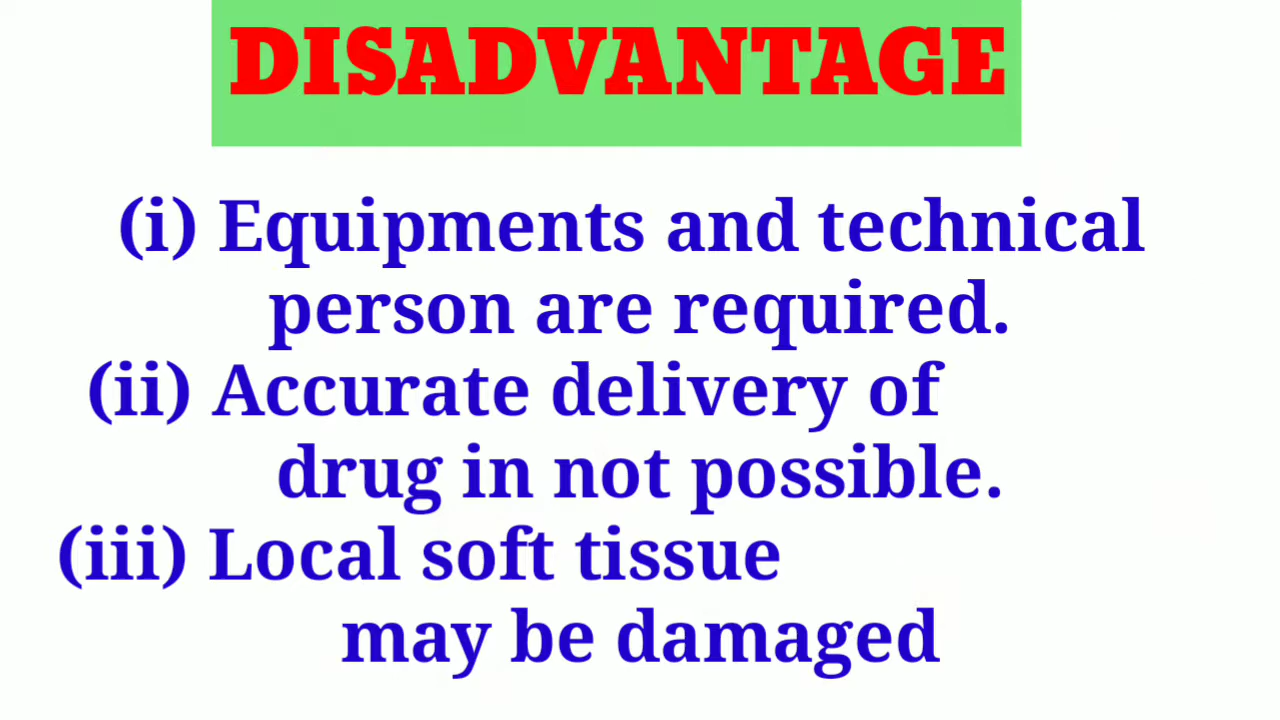 DISADVANTAGE
(i) Equipments and technical
person are required.
(ii) Accurate delivery of
drug in not possible.
(iii) Local soft tissue
may be damaged